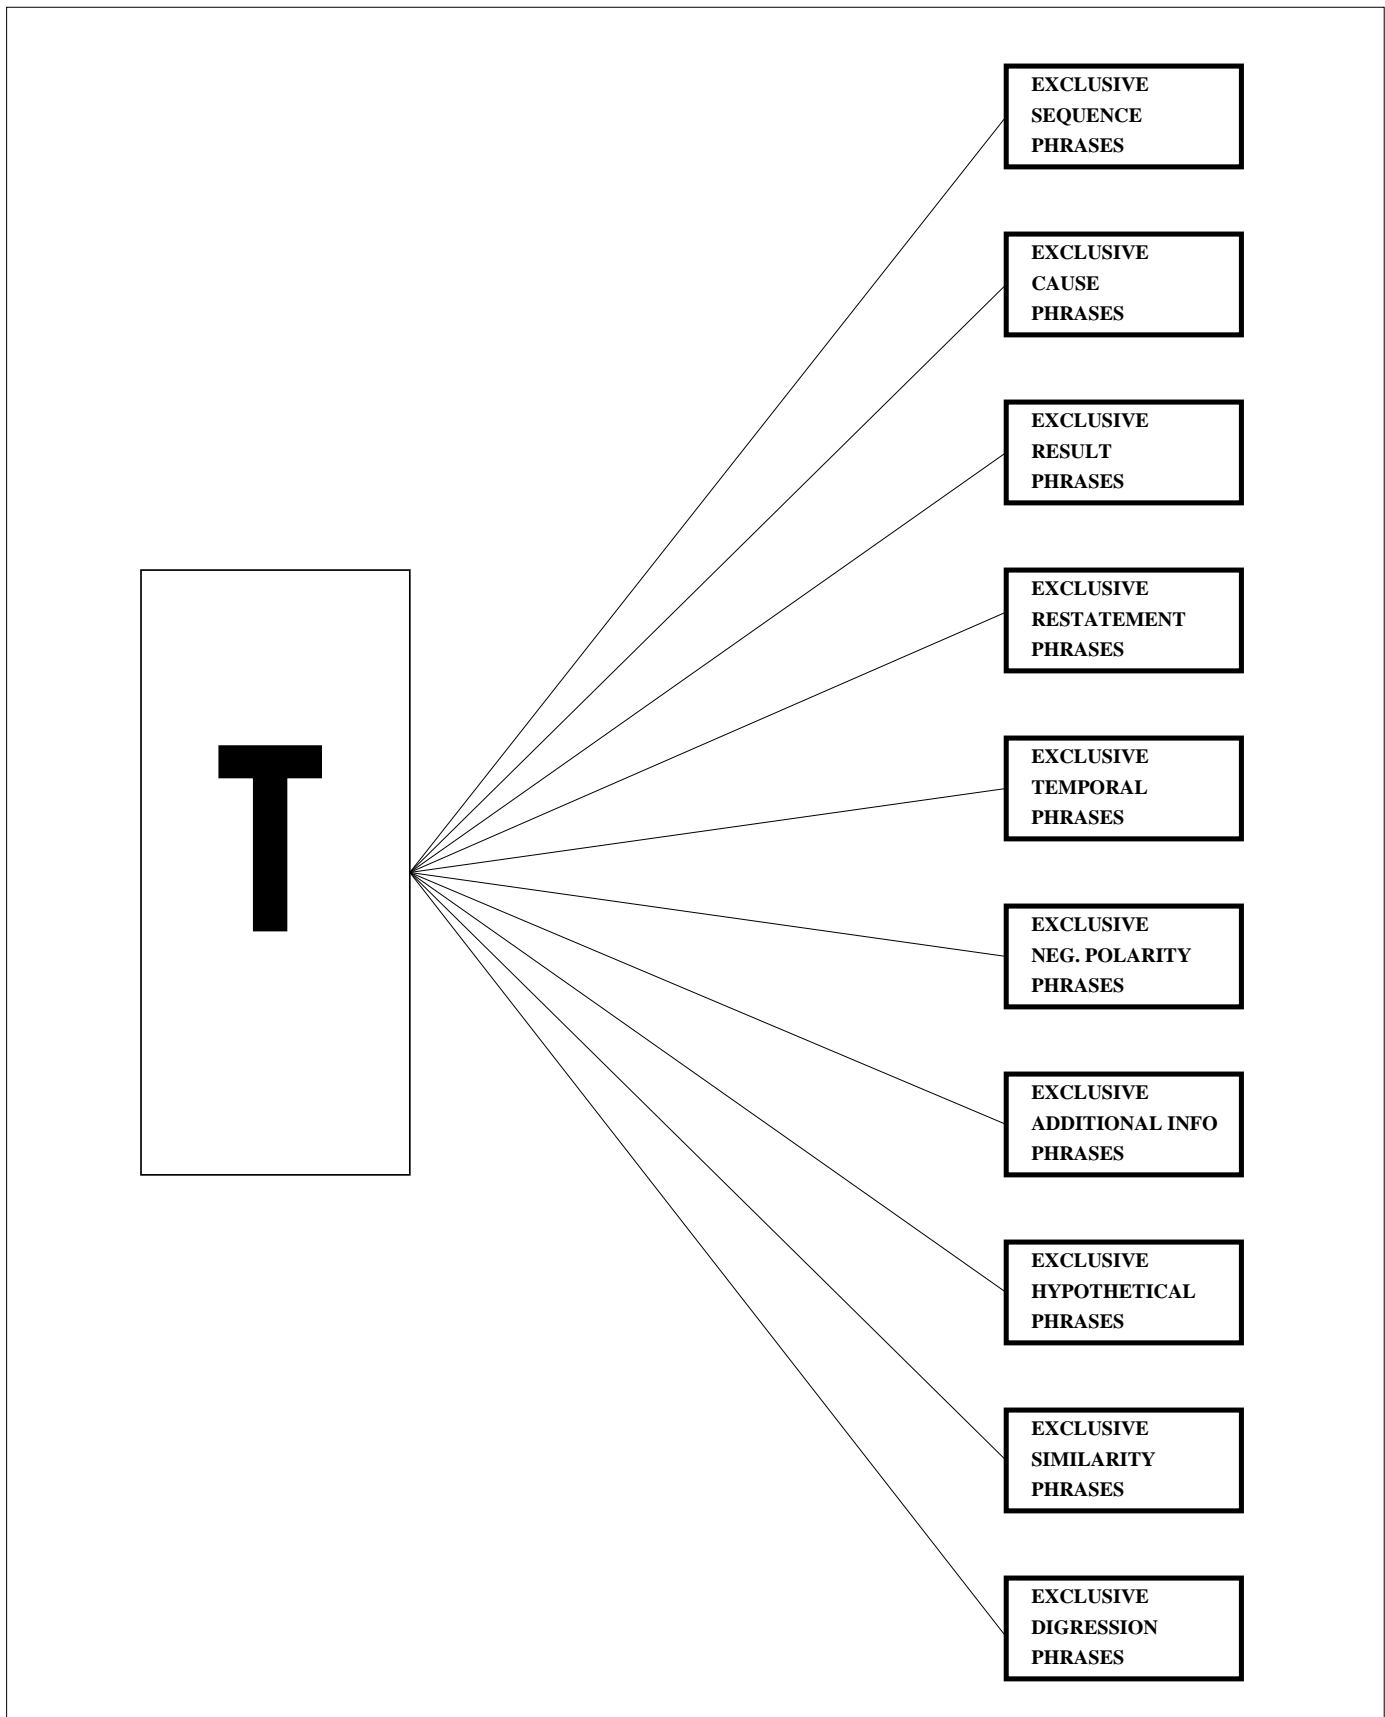 EXCLUSIVE
SEQUENCE
PHRASES
EXCLUSIVE
CAUSE
PHRASES
EXCLUSIVE
RESULT
PHRASES
EXCLUSIVE
RESTATEMENT
PHRASES
T
EXCLUSIVE
TEMPORAL
PHRASES
EXCLUSIVE
NEG. POLARITY
PHRASES
EXCLUSIVE
ADDITIONAL INFO
PHRASES
EXCLUSIVE
HYPOTHETICAL
PHRASES
EXCLUSIVE
SIMILARITY
PHRASES
EXCLUSIVE
DIGRESSION
PHRASES